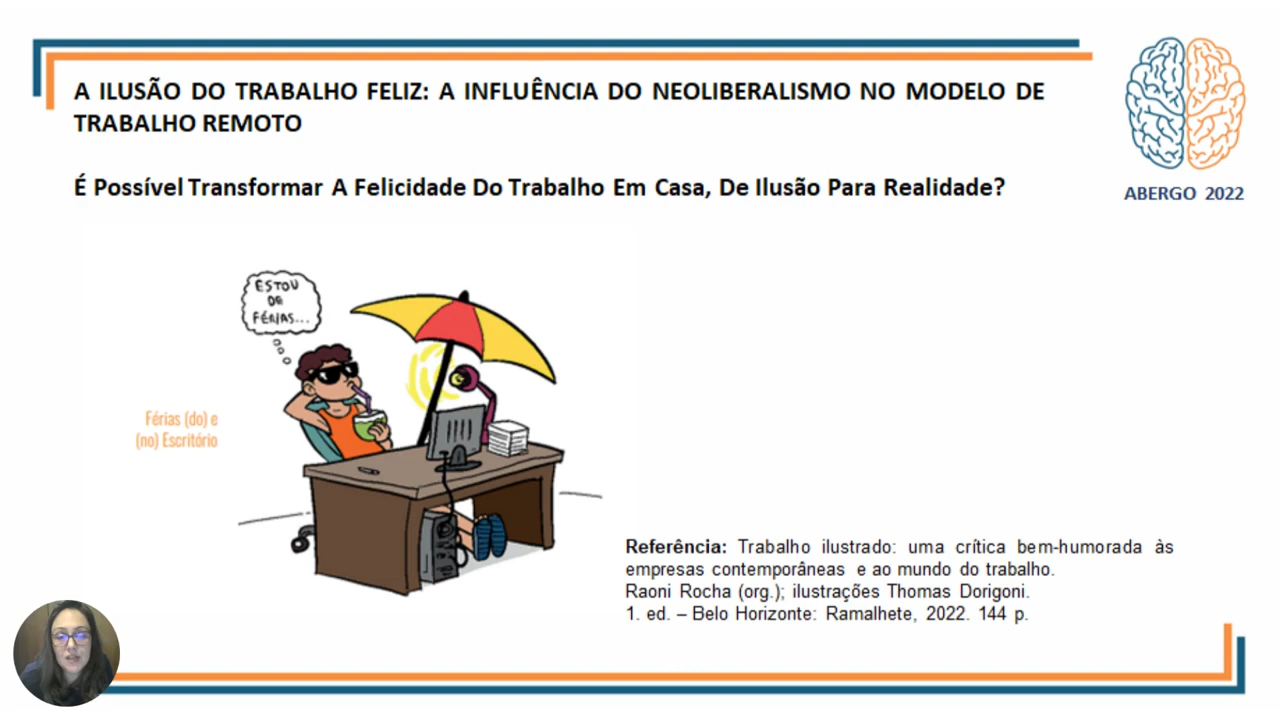 A ILUSÃO DO TRABALHO FELIZ: A INFLUÊNCIA DO NEOLIBERALISMO NO MODELO DE
TRABALHO REMOTO
É Possível Transformar A Felicidade Do Trabalho Em Casa, De Ilusão Para Realidade?
ABERGO 2022
ESTOU
DE
FÉRIAS...
Férias (do) e
(no) Escritório
Referência: Trabalho ilustrado: uma crítica bem-humorada às
empresas contemporâneas e ao mundo do trabalho.
Raoni Rocha (org.); ilustrações Thomas Dorigoni.
1. ed. – Belo Horizonte: Ramalhete, 2022. 144 p.